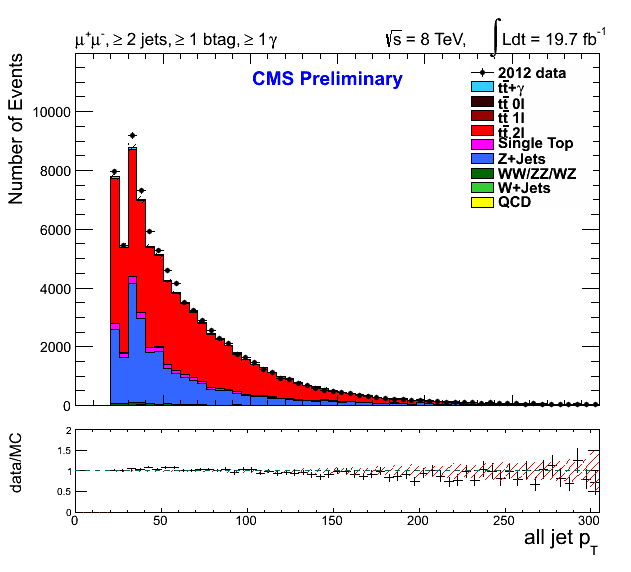 μ⁺μ⁻, ≥ 2 jets, ≥ 1 btag, ≥ 1 γ
√s = 8 TeV, ∫ Ldt = 19.7 fb⁻¹
CMS Preliminary
2012 data
tt̄+γ
tt̄ 0l
tt̄ 1l
tt̄ 2l
Single Top
Z+Jets
WW/ZZ/WZ
W+Jets
QCD
Number of Events
10000
8000
6000
4000
2000
0
data/MC
2
1.5
1
0.5
0
0 50 100 150 200 250 300
all jet p_T